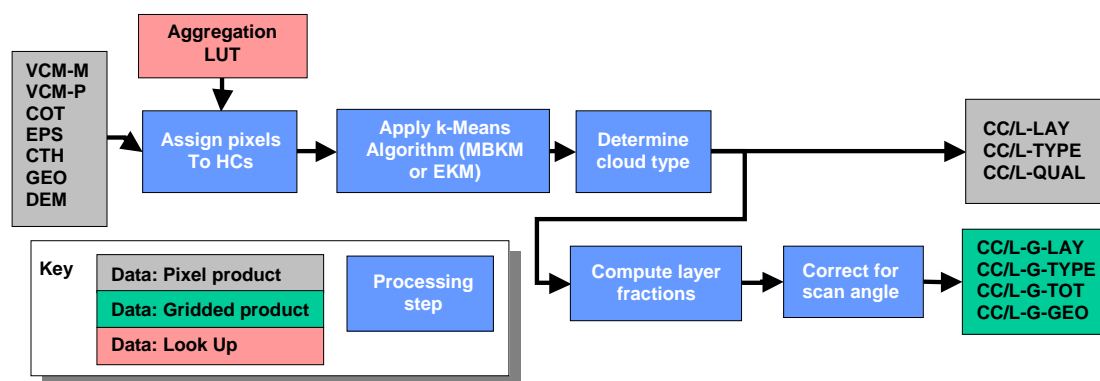 Aggregation
LUT
VCM-M
VCM-P
COT
EPS
CTH
GEO
DEM
Assign pixels
To HCs
Apply k-Means
Algorithm (MBKM
or EKM)
Determine
cloud type
CC/L-LAY
CC/L-TYPE
CC/L-QUAL
Compute layer
fractions
Correct for
scan angle
CC/L-G-LAY
CC/L-G-TYPE
CC/L-G-TOT
CC/L-G-GEO
Key
Data: Pixel product
Data: Gridded product
Data: Look Up
Processing
step